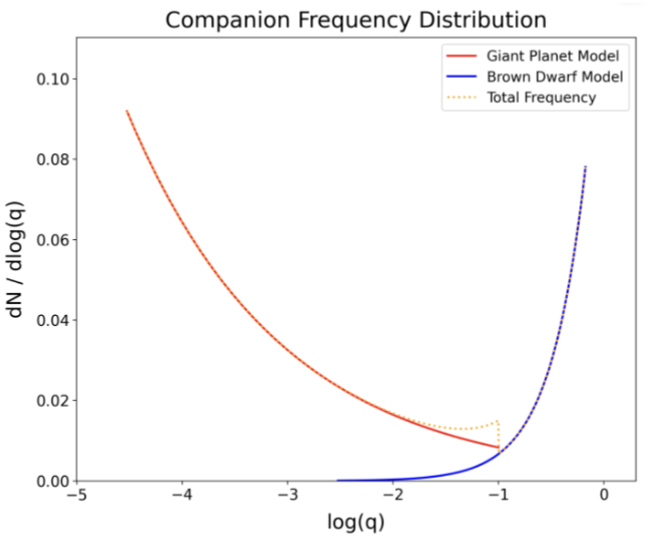 Companion Frequency Distribution
Giant Planet Model
Brown Dwarf Model
Total Frequency
dN / dlog(q)
0.10
0.08
0.06
0.04
0.02
0.00
−5 −4 −3 −2 −1 0
log(q)